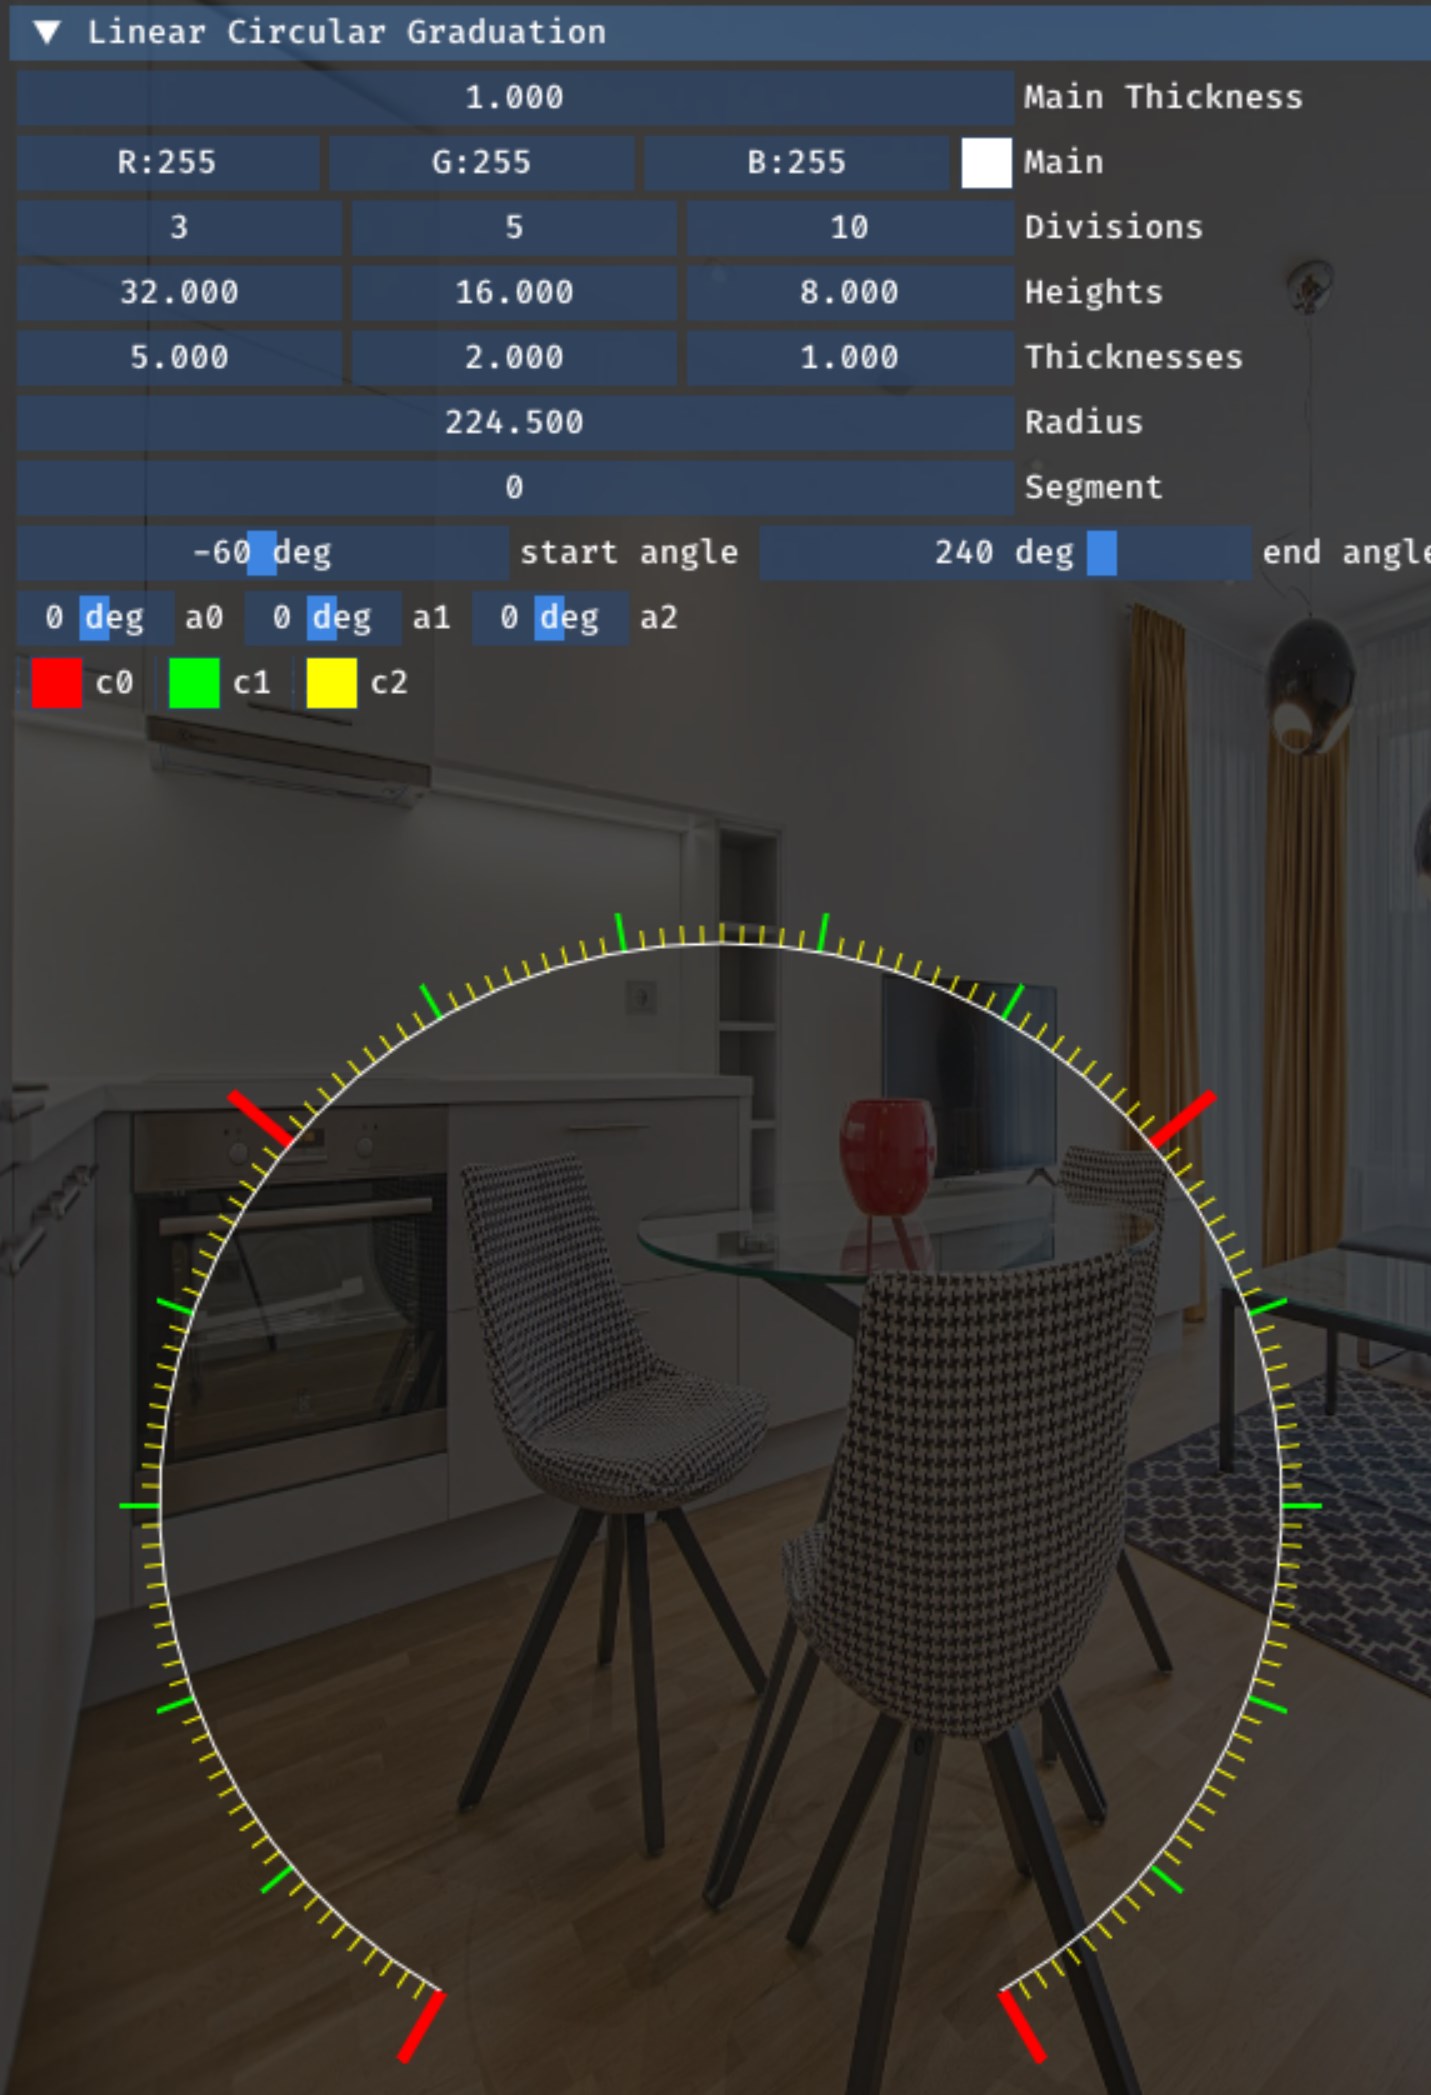 Linear Circular Graduation
1.000 Main Thickness
R:255 G:255 B:255 Main
3 5 10 Divisions
32.000 16.000 8.000 Heights
5.000 2.000 1.000 Thicknesses
224.500 Radius
0 Segment
-60 deg start angle 240 deg end angle
0 deg a0 0 deg a1 0 deg a2
c0 c1 c2